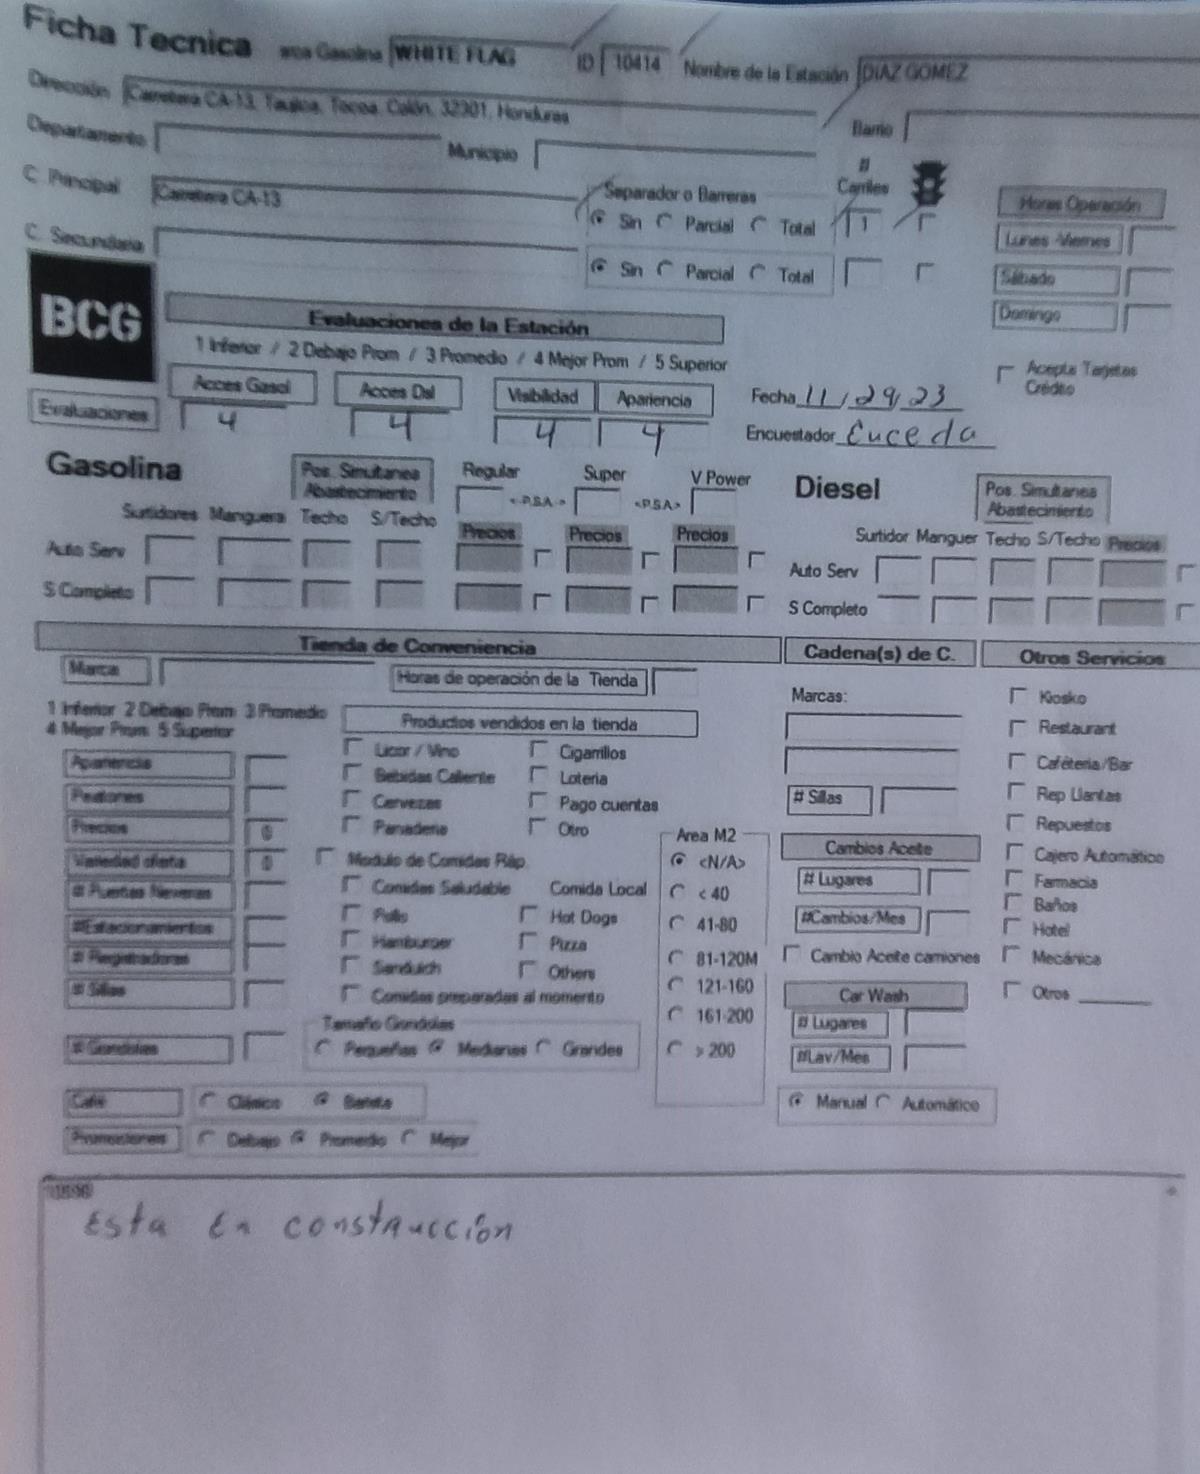 Ficha Tecnica arca Gasolina WHITE FLAG ID 10414 Nombre de la Estación DIAZ GOMEZ
Dirección Carretera CA-13, Taujica, Tocoa, Colón, 32301, Honduras
Departamento Municipio Barrio
C. Principal Carretera CA-13 Separador o Barreras # Carriles
Sin Parcial Total 1
Horas Operación
C. Secundaria Sin Parcial Total
Lunes -Viernes
Sábado
Domingo
BCG
Evaluaciones de la Estación
1 Inferior / 2 Debajo Prom / 3 Promedio / 4 Mejor Prom / 5 Superior
Acepta Tarjetas Crédito
Acces Gasol Acces Dsl Visibilidad Apariencia Fecha 11/29/23
Evaluaciones 4 4 4 4 Encuestador Euceda
Gasolina Pos. Simultanea Abastecimiento Regular <-P.S.A.-> Super <P.S.A> V Power Diesel Pos. Simultanea Abastecimiento
Surtidores Manguera Techo S/Techo Precios Precios Precios Surtidor Manguer Techo S/Techo Precios
Auto Serv Auto Serv
S Completo S Completo
Tienda de Conveniencia Cadena(s) de C. Otros Servicios
Marca Horas de operación de la Tienda Marcas: Kiosko
1 Inferior 2 Debajo Prom 3 Promedio
4 Mejor Prom 5 Superior
Productos vendidos en la tienda Restaurant
Apariencia Licor / Vino Cigarrillos Cafeteria/Bar
Peatones Bebidas Caliente Loteria # Sillas Rep Llantas
Cervezas Pago cuentas
Precios 0 Panaderia Otro Area M2 Repuestos
Variedad oferta 0 Modulo de Comidas Ráp. <N/A> Cambios Aceite Cajero Automático
# Puertas Neveras Comidas Saludable Comida Local < 40 # Lugares Farmacia
#Estacionamientos Pollo Hot Dogs 41-80 #Cambios/Mes Baños
Hotel
# Registradoras Hamburger Pizza 81-120M Cambio Aceite camiones Mecánica
# Sillas Sanduich Others 121-160 Car Wash Otros
Comidas preparadas al momento
Tamaño Gondolas 161-200 # Lugares
# Gondolas Pequeñas Medianas Grandes > 200 #Lav/Mes
Café Clásico Barista Manual Automático
Promociones Debajo Promedio Mejor
Esta En construcción